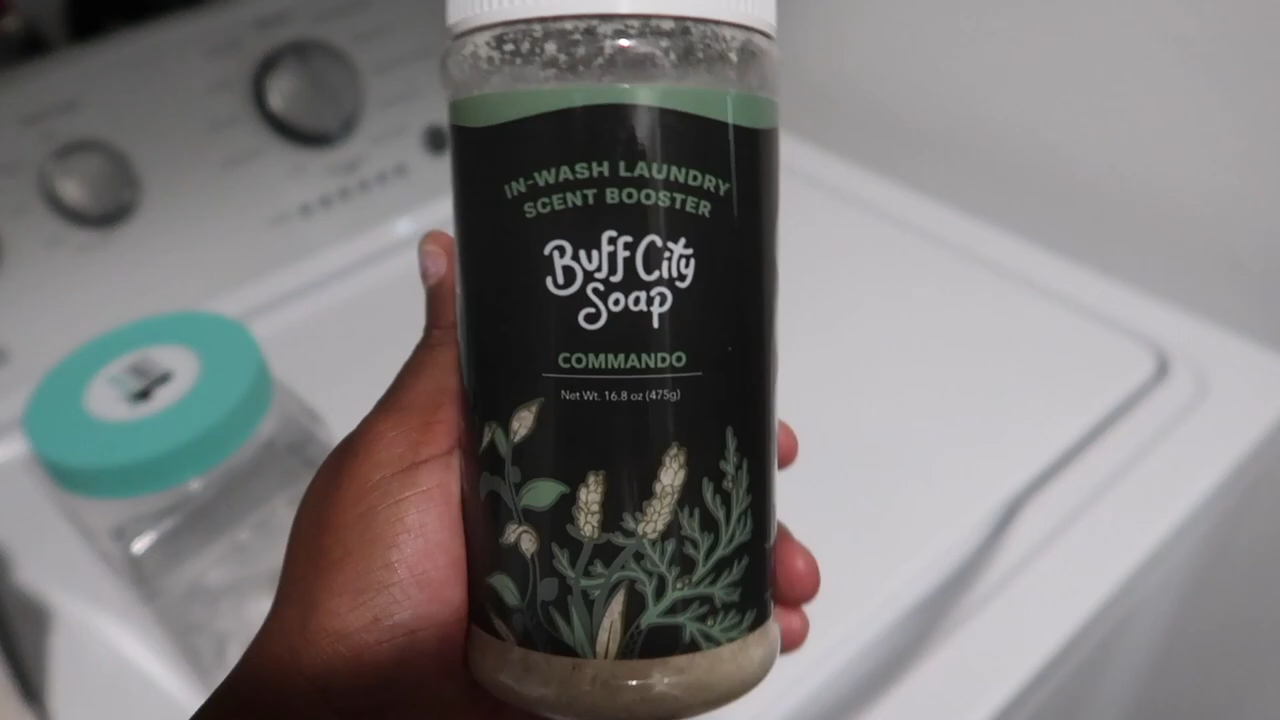 IN-WASH LAUNDRY
SCENT BOOSTER
Buff City
Soap
COMMANDO
Net Wt. 16.8 oz (475g)